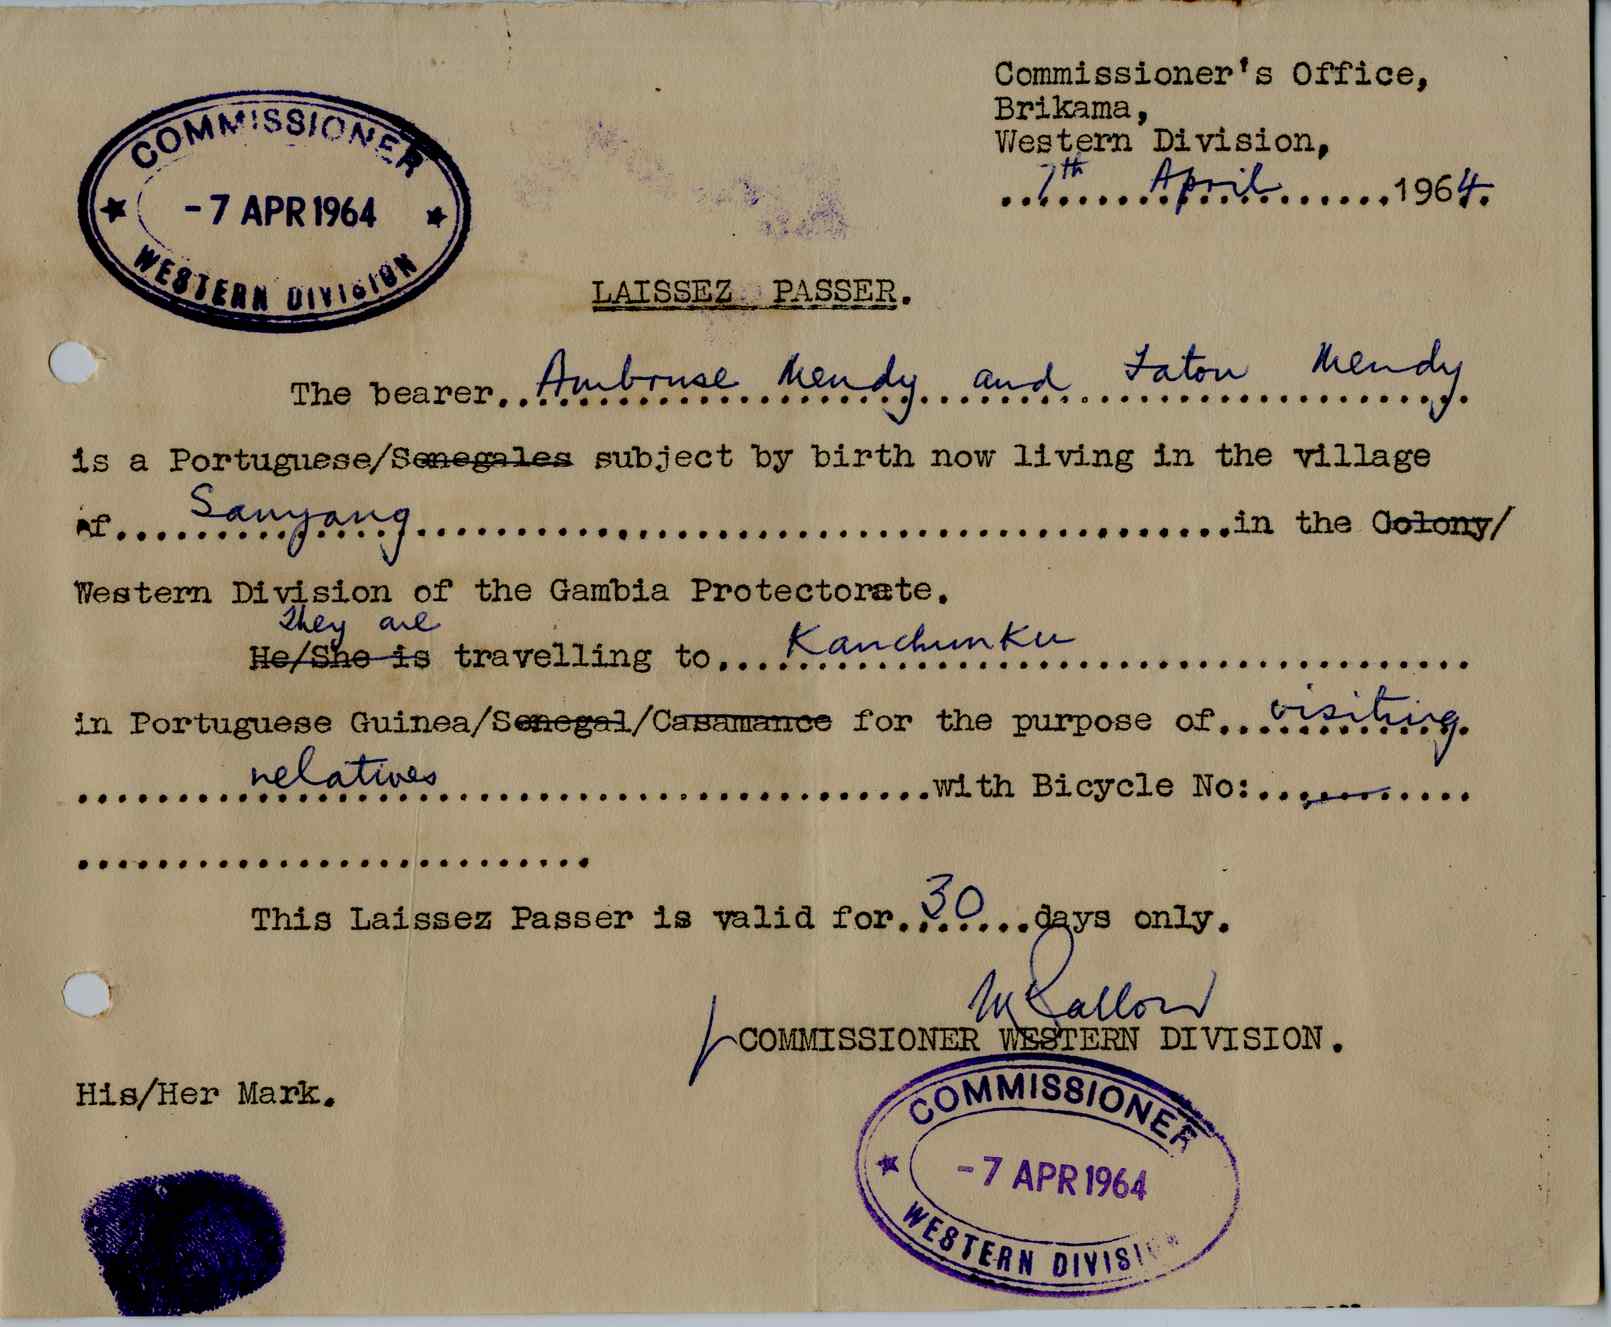 Commissioner's Office,
Brikama,
Western Division,
7th April 1964.
COMMISSIONER
-7 APR 1964
WESTERN DIVISION
LAISSEZ PASSER.
The bearer..Ambrose Mendy and Fatou Mendy.
is a Portuguese/Senegales subject by birth now living in the village
of....Sanyang....in the Colony/
Western Division of the Gambia Protectorate.
They are
He/She is travelling to....Kanchunku....
in Portuguese Guinea/Senegal/Casamance for the purpose of..visiting.
relatives....with Bicycle No:....
This Laissez Passer is valid for..30...days only.
COMMISSIONER WESTERN DIVISION.
His/Her Mark.
COMMISSIONER
-7 APR 1964
WESTERN DIVISION